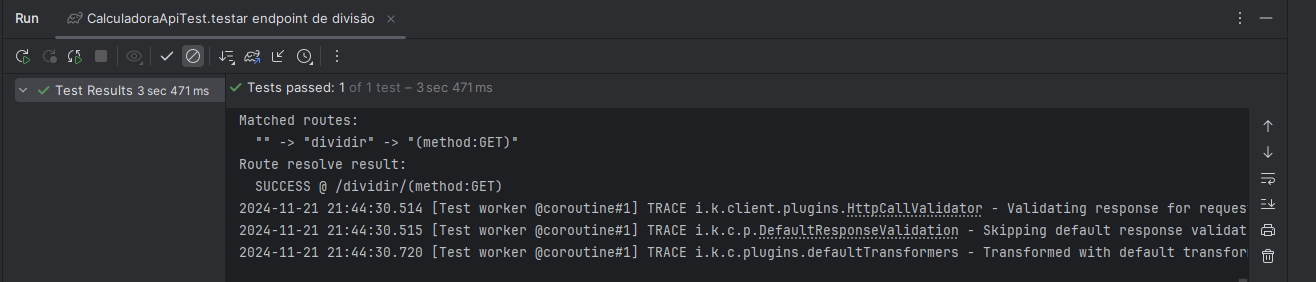 Run CalculadoraApiTest.testar endpoint de divisão
Test Results 3 sec 471 ms
Tests passed: 1 of 1 test – 3 sec 471 ms
Matched routes:
"" -> "dividir" -> "(method:GET)"
Route resolve result:
SUCCESS @ /dividir/(method:GET)
2024-11-21 21:44:30.514 [Test worker @coroutine#1] TRACE i.k.client.plugins.HttpCallValidator - Validating response for reques
2024-11-21 21:44:30.515 [Test worker @coroutine#1] TRACE i.k.c.p.DefaultResponseValidation - Skipping default response validat
2024-11-21 21:44:30.720 [Test worker @coroutine#1] TRACE i.k.c.plugins.defaultTransformers - Transformed with default transfor